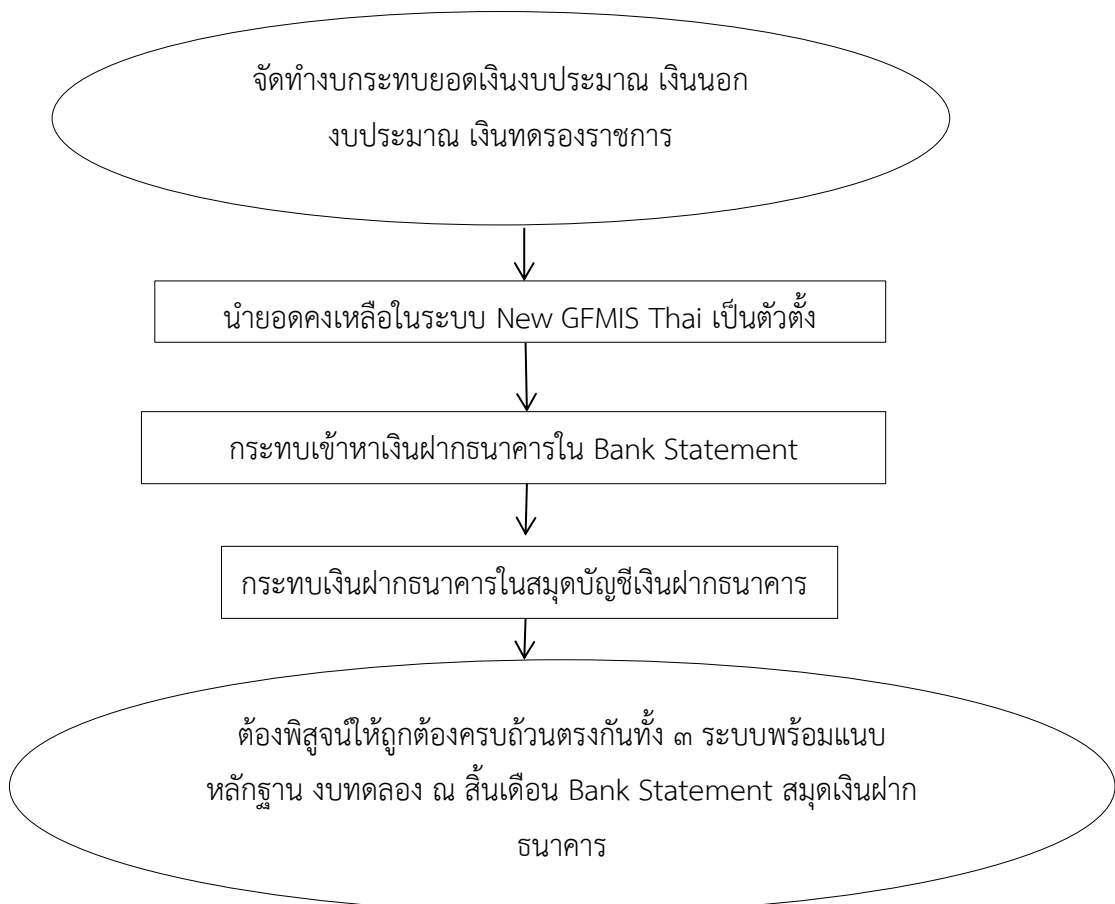 จัดทำงบกระทบยอดเงินงบประมาณ เงินนอก
งบประมาณ เงินทดรองราชการ
นำยอดคงเหลือในระบบ New GFMIS Thai เป็นตัวตั้ง
กระทบเข้าหาเงินฝากธนาคารใน Bank Statement
กระทบเงินฝากธนาคารในสมุดบัญชีเงินฝากธนาคาร
ต้องพิสูจน์ให้ถูกต้องครบถ้วนตรงกันทั้ง ๓ ระบบพร้อมแนบ
หลักฐาน งบทดลอง ณ สิ้นเดือน Bank Statement สมุดเงินฝาก
ธนาคาร